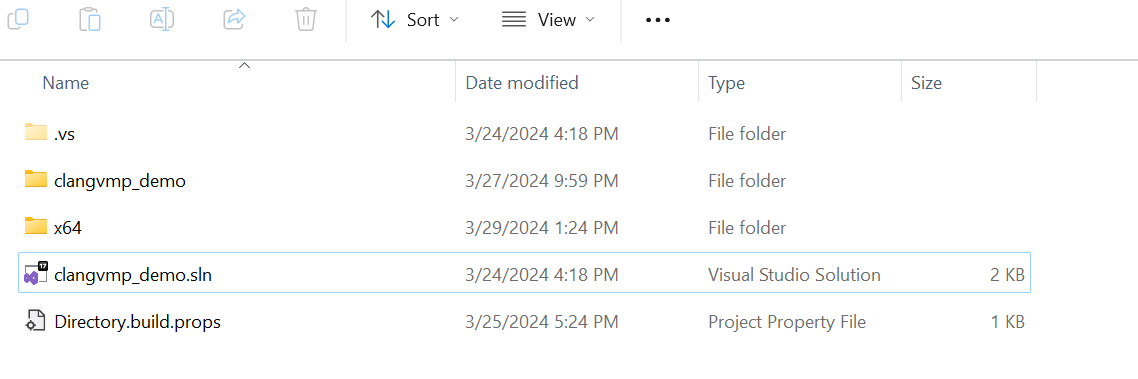 Sort View
Name Date modified Type Size
.vs 3/24/2024 4:18 PM File folder
clangvmp_demo 3/27/2024 9:59 PM File folder
x64 3/29/2024 1:24 PM File folder
clangvmp_demo.sln 3/24/2024 4:18 PM Visual Studio Solution 2 KB
Directory.build.props 3/25/2024 5:24 PM Project Property File 1 KB